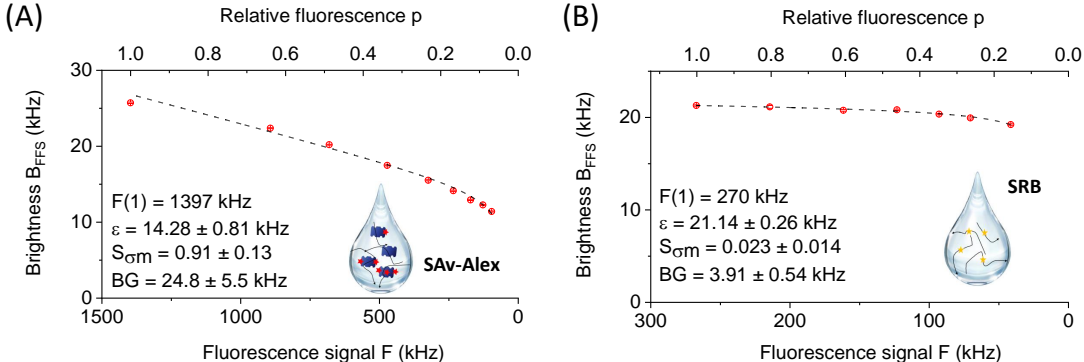 (A)
Relative fluorescence p
1.0 0.8 0.6 0.4 0.2 0.0
30
20
10
0
Brightness B_FFS (kHz)
F(1) = 1397 kHz
ε = 14.28 ± 0.81 kHz
S_σm = 0.91 ± 0.13
BG = 24.8 ± 5.5 kHz
SAv-Alex
1500 1000 500 0
Fluorescence signal F (kHz)
(B)
Relative fluorescence p
1.0 0.8 0.6 0.4 0.2 0.0
20
10
0
Brightness B_FFS (kHz)
SRB
F(1) = 270 kHz
ε = 21.14 ± 0.26 kHz
S_σm = 0.023 ± 0.014
BG = 3.91 ± 0.54 kHz
300 200 100 0
Fluorescence signal F (kHz)